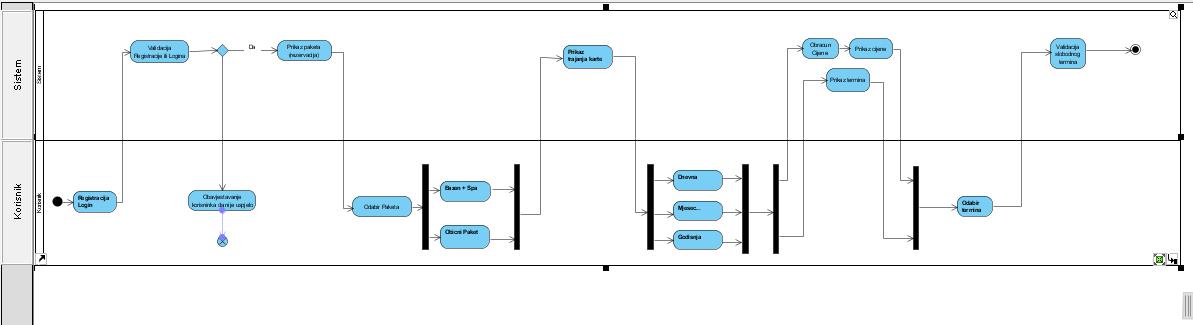 Sistem
Sistem
Validacija
Registracije ili Logina
Da
Prikaz paketa
(rezervacija)
Prikaz
trajanja karte
Obracun
Cijene
Prikaz cijene
Prikaz termina
Validacija
slobodnog
termina
Korisnik
Korisnik
Registracija
Login
Obavjestavanje
korisnika da nije uspjelo
Odabir Paketa
Bazen + Spa
Obicni Paket
Dnevna
Mjesec...
Godisnja
Odabir
termina